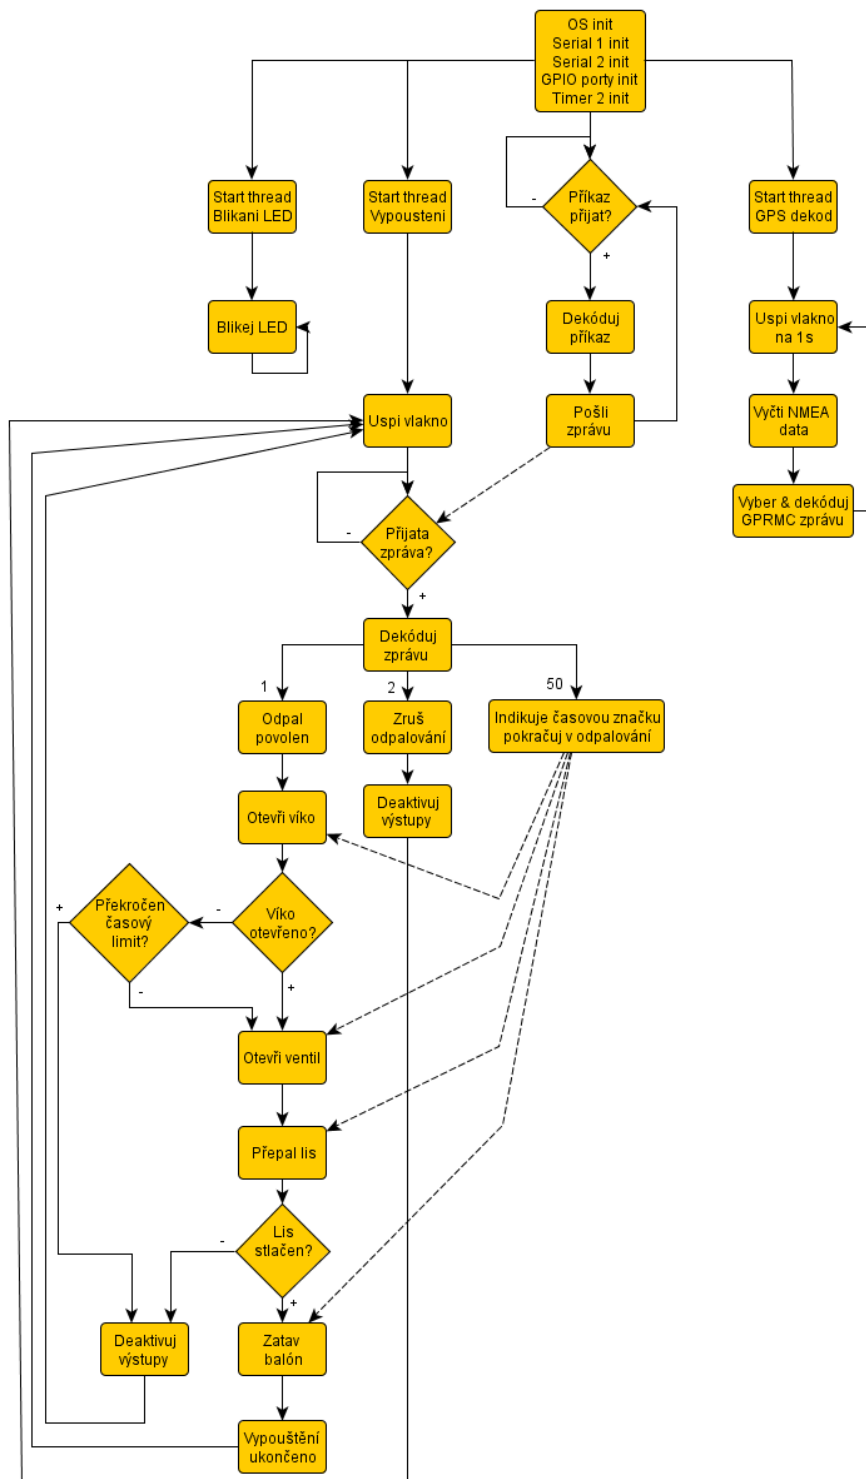 OS init
Serial 1 init
Serial 2 init
GPIO porty init
Timer 2 init
Start thread
Blikani LED
Start thread
Vypousteni
Příkaz
přijat?
-
+
Start thread
GPS dekod
Blikej LED
Dekóduj
příkaz
Uspi vlakno
na 1s
Uspi vlakno
Pošli
zprávu
Vyčti NMEA
data
Vyber & dekóduj
GPRMC zprávu
Přijata
zpráva?
-
+
Dekóduj
zprávu
1
2
50
Odpal
povolen
Zruš
odpalování
Indikuje časovou značku
pokračuj v odpalování
Otevři víko
Deaktivuj
výstupy
+
Překročen
časový
limit?
-
Víko
otevřeno?
-
+
Otevři ventil
Přepal lis
-
Lis
stlačen?
+
Deaktivuj
výstupy
Zatav
balón
Vypouštění
ukončeno